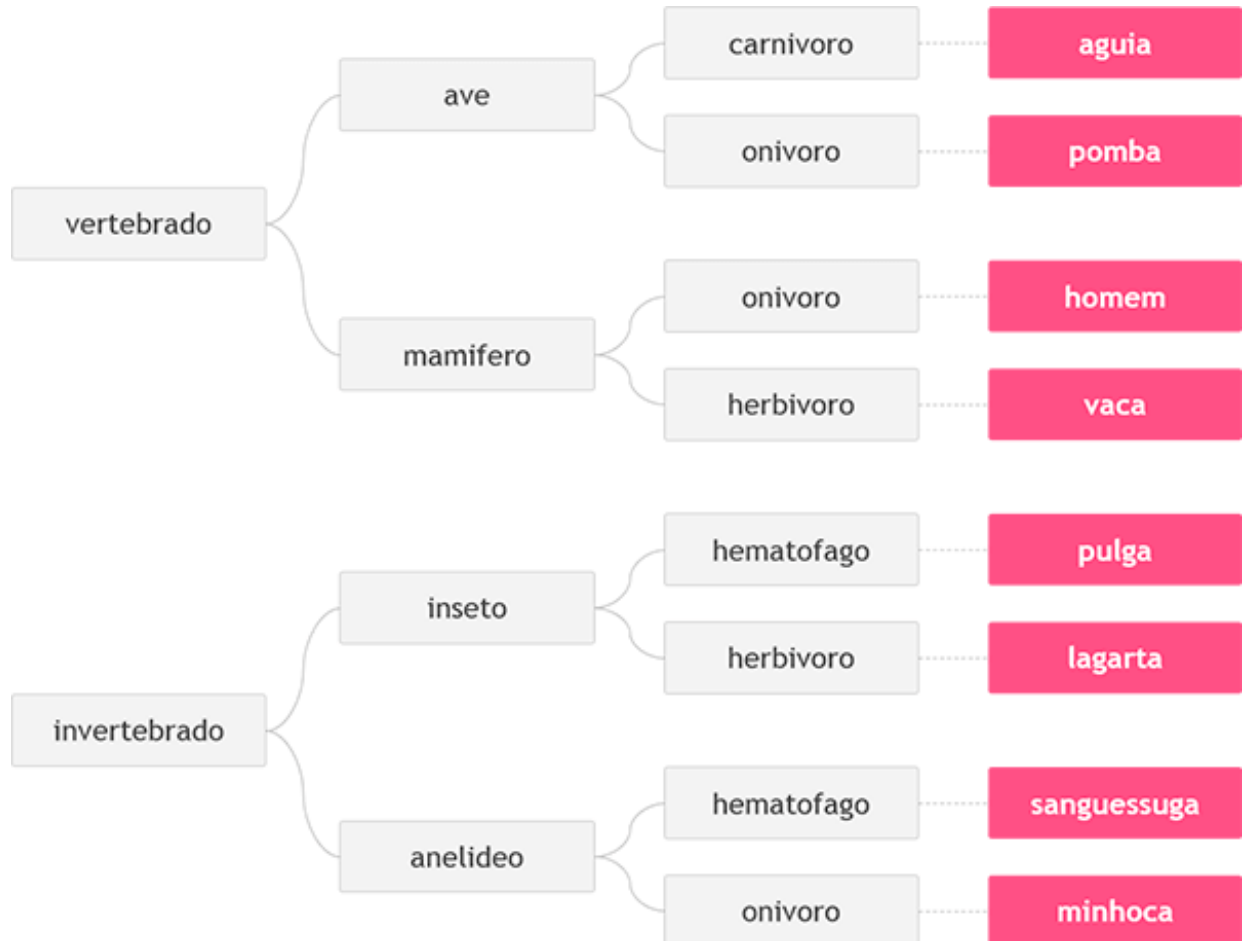 carnivoro aguia
ave
onivoro pomba
vertebrado
onivoro homem
mamifero
herbivoro vaca
hematofago pulga
inseto
herbivoro lagarta
invertebrado
hematofago sanguessuga
anelideo
onivoro minhoca